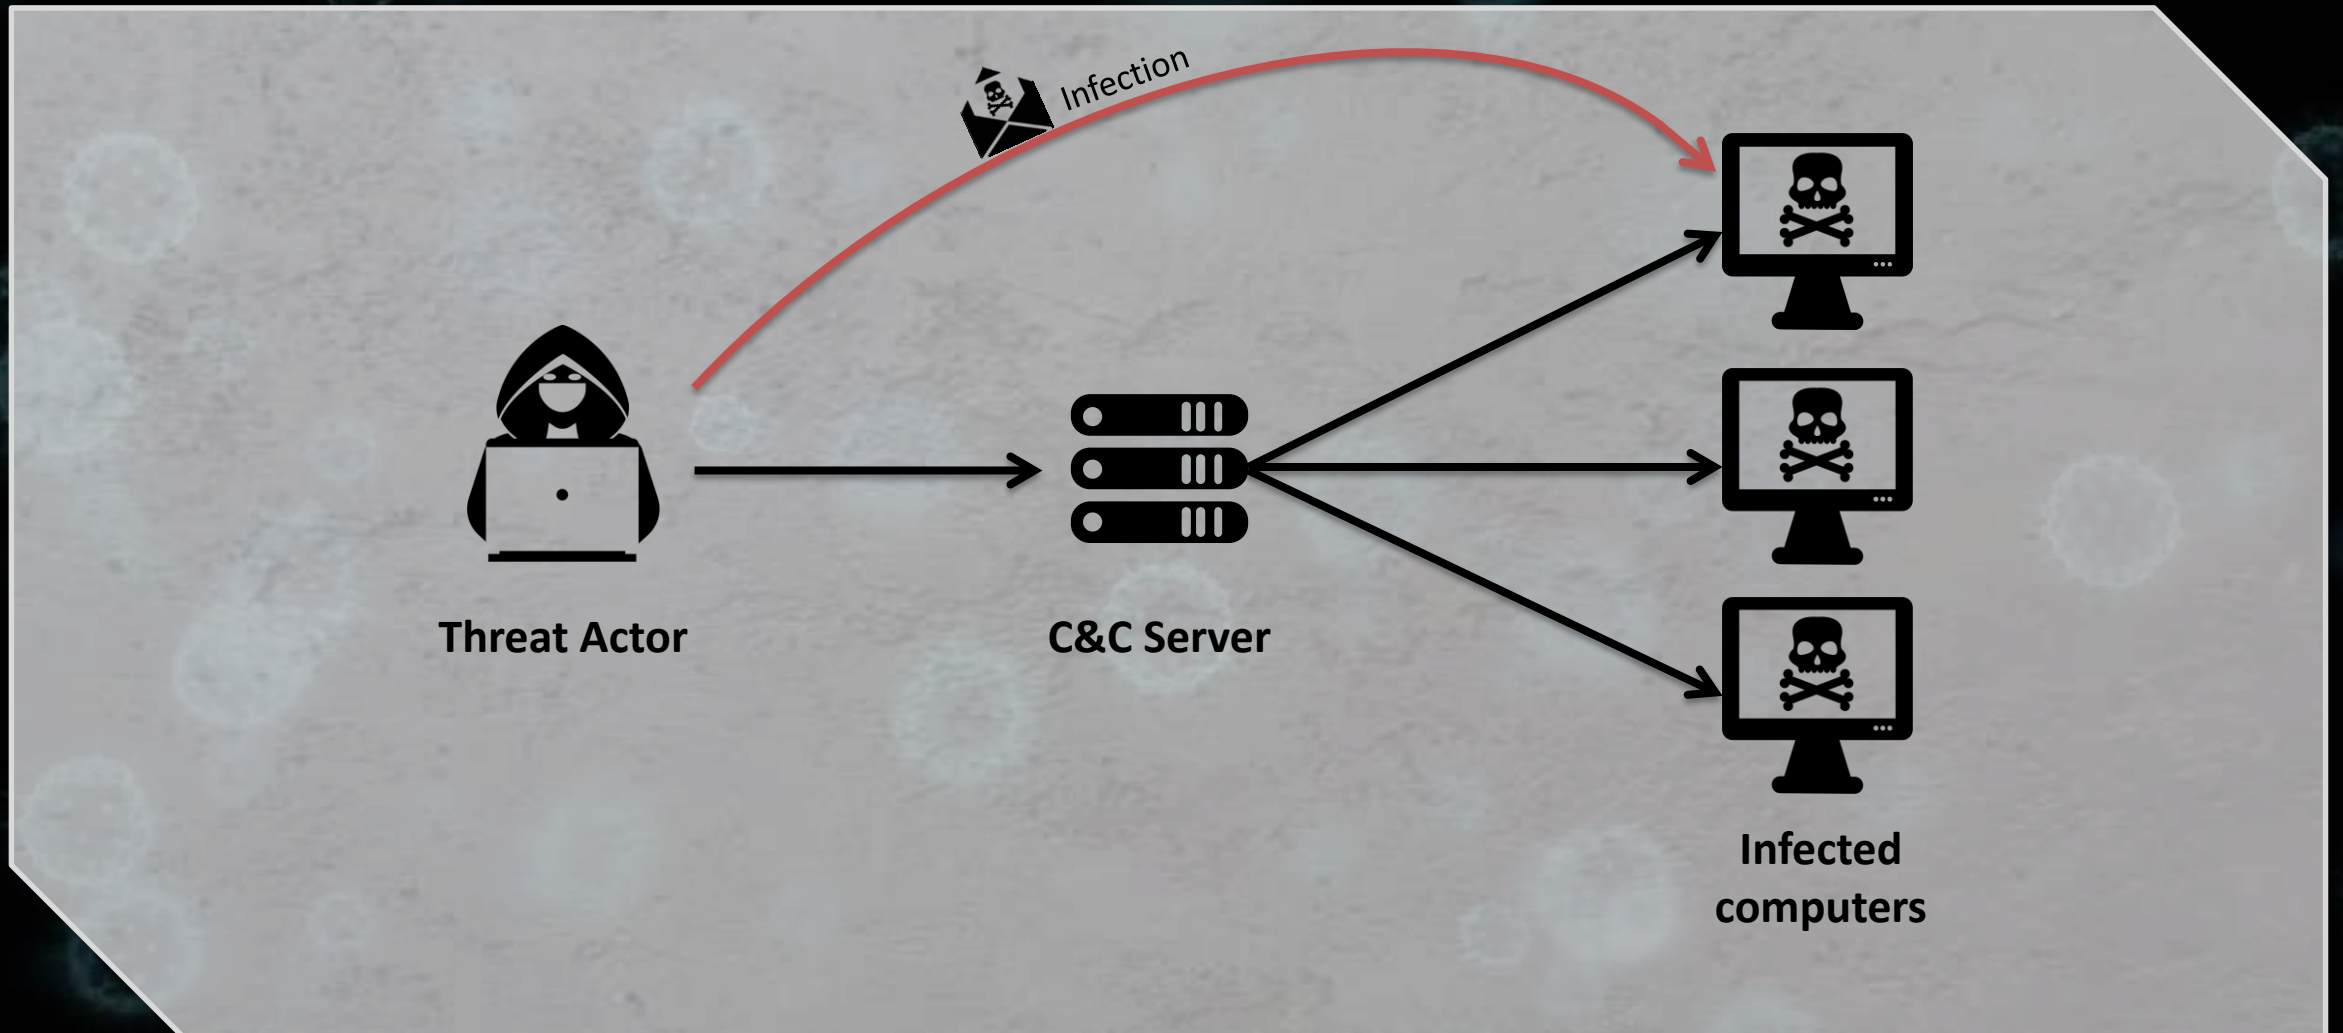 Infection
Threat Actor
C&C Server
Infected
computers